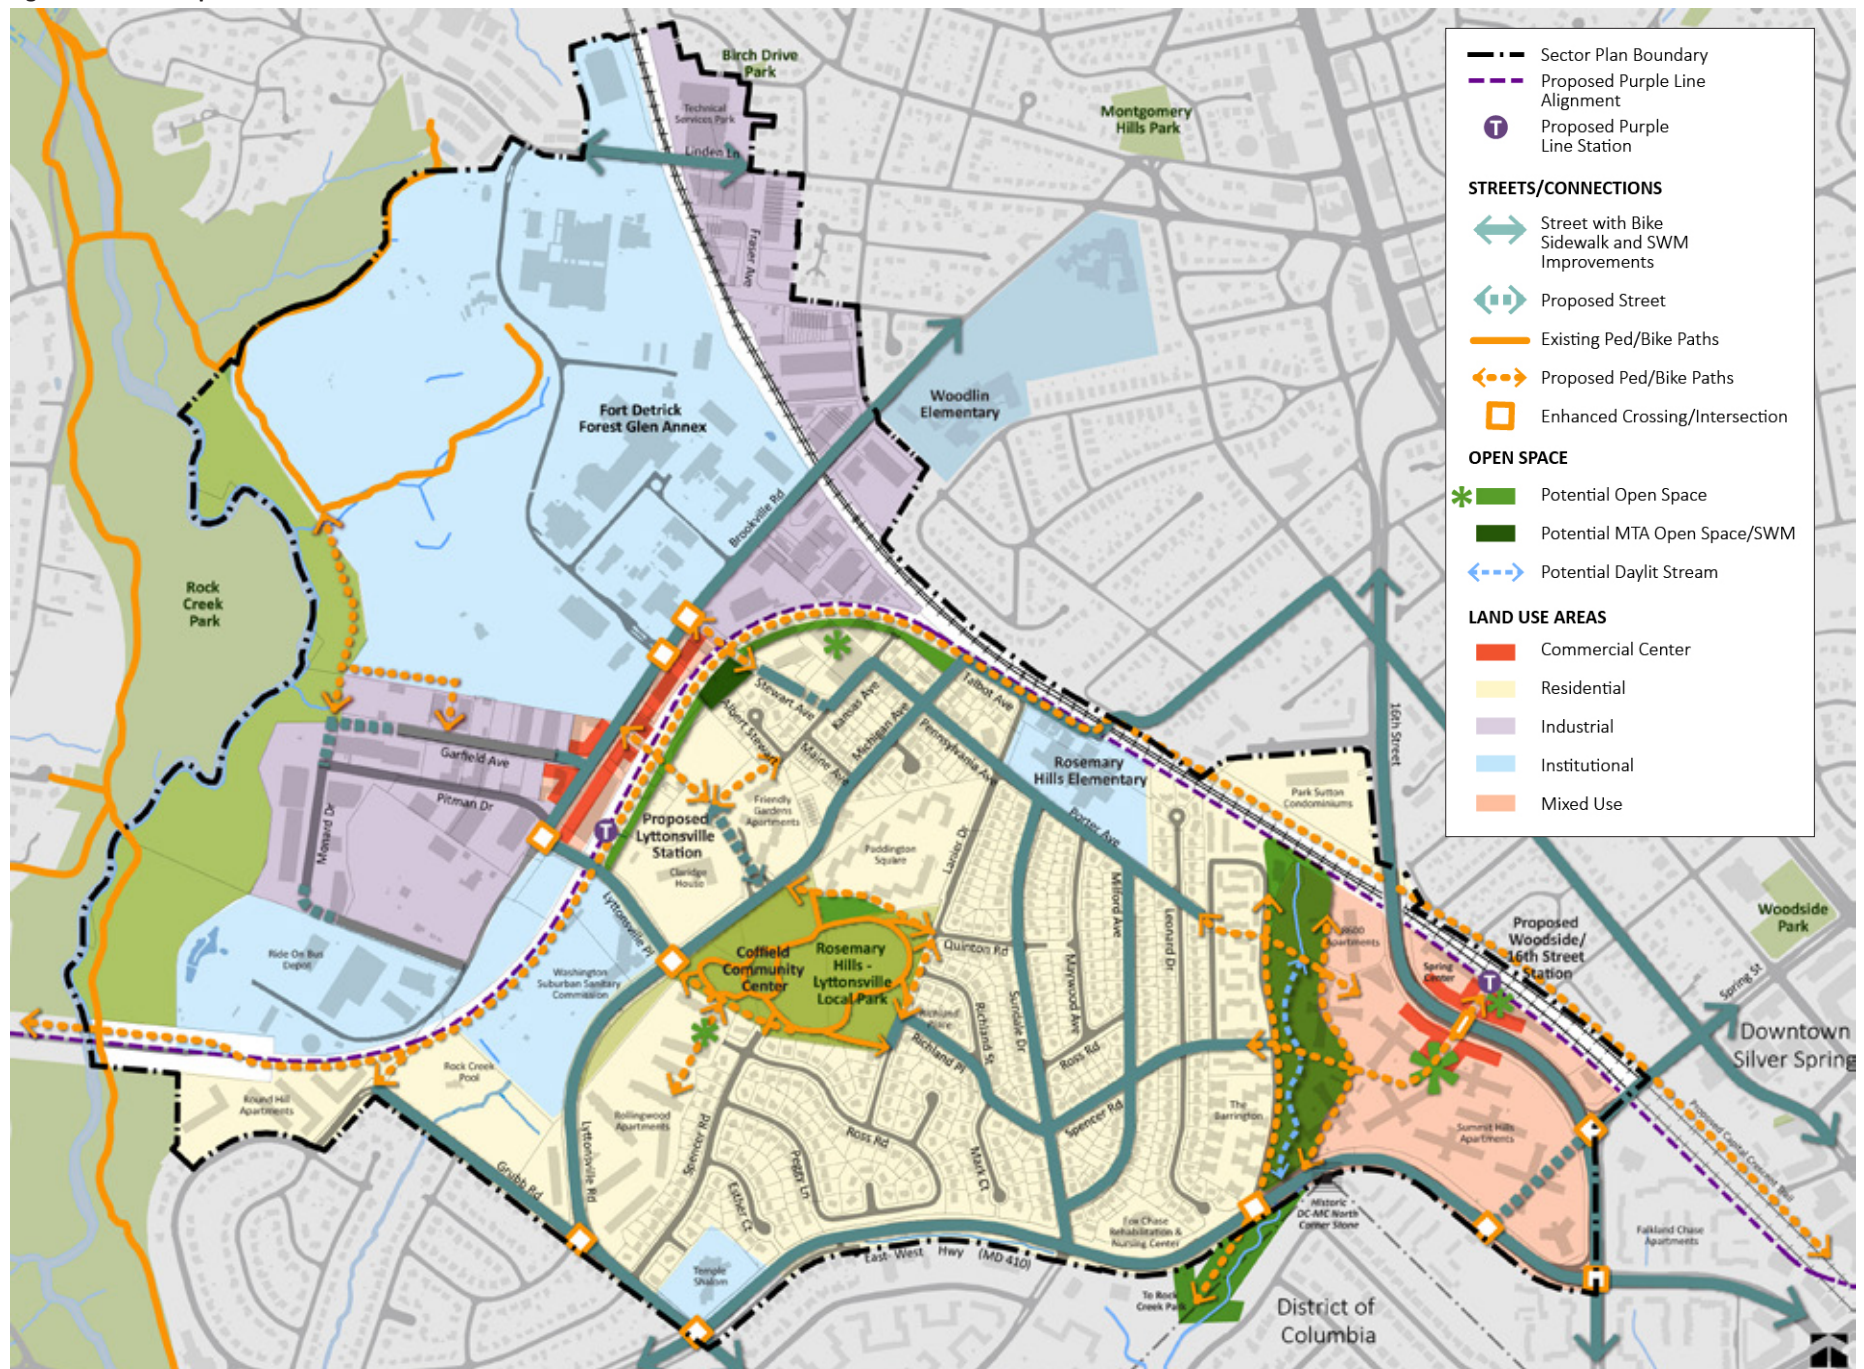 Birch Drive
Park
Technical
Services Park
Linden Ln
Montgomery
Hills Park
Fraser Ave
Woodlin
Elementary
Fort Detrick
Forest Glen Annex
Brookville Rd
Rock
Creek
Park
16th Street
Stewart Ave
Albert Stewart
Kansas Ave
Michigan Ave
Maine Ave
Pennsylvania Ave
Talbot Ave
Rosemary
Hills Elementary
Porter Ave
Park Sutton
Condominiums
Garfield Ave
Pitman Dr
Monard Dr
Proposed
Lyttonsville
Station
T
Friendly
Gardens
Apartments
Claridge
House
Paddington
Square
Lanier Dr
Milford Ave
Leonard Dr
Lyttonsville Pl
Ride On Bus
Depot
Washington
Suburban Sanitary
Commission
Coffield
Community
Center
Rosemary
Hills -
Lyttonsville
Local Park
Quinton Rd
Maywood Ave
Sundale Dr
Richland St
Richland
Place
Richland Pl
Ross Rd
Spencer Rd
8600
Apartments
Spring
Center
Proposed
Woodside/
16th Street
Station
T
Woodside
Park
Spring St
Downtown
Silver Spring
Rock Creek
Pool
Round Hill
Apartments
Rollingwood
Apartments
Lyttonsville Rd
Spencer Rd
Ross Rd
Peggy Ln
Esther Ct
Mark Ct
The
Barrington
Summit Hills
Apartments
Proposed Capital Crescent Trail
Grubb Rd
Temple
Shalom
East- West Hwy (MD 410)
Fox Chase
Rehabilitation &
Nursing Center
Historic
DC-MC North
Corner Stone
To Rock
Creek Park
Falkland Chase
Apartments
District of
Columbia
Sector Plan Boundary
Proposed Purple Line
Alignment
T
Proposed Purple
Line Station
STREETS/CONNECTIONS
Street with Bike
Sidewalk and SWM
Improvements
Proposed Street
Existing Ped/Bike Paths
Proposed Ped/Bike Paths
Enhanced Crossing/Intersection
OPEN SPACE
Potential Open Space
Potential MTA Open Space/SWM
Potential Daylit Stream
LAND USE AREAS
Commercial Center
Residential
Industrial
Institutional
Mixed Use